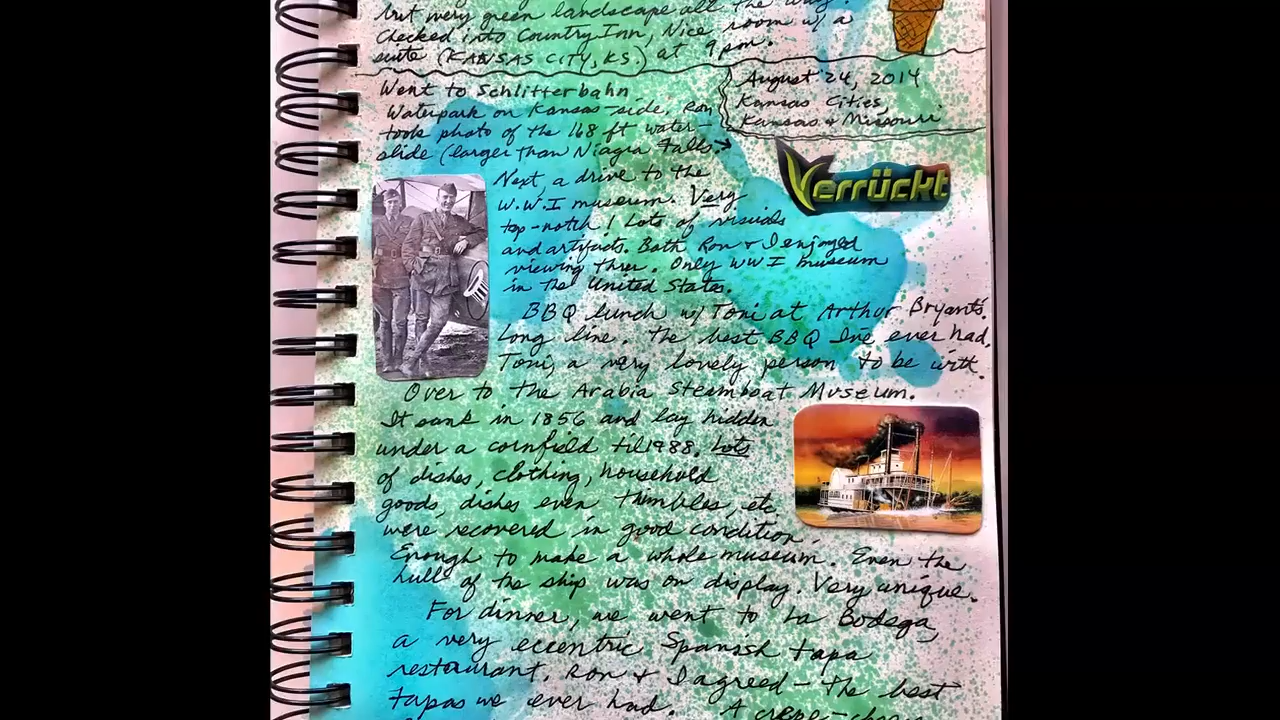 but very green landscape all the way.
Checked into Country Inn, Nice room w/a
suite (KANSAS CITY, KS.) at 9 pm.
August 24, 2014
Kansas Cities,
Kansas & Missouri
Went to Schlitterbahn
Waterpark on Kansas side. Ron
took photo of the 168 ft water-
slide (larger than Niagra Falls.→
Verrückt
Next, a drive to the
W.W.I museum. Very
top-notch! Lots of visuals
and artifacts. Both Ron & I enjoyed
viewing this. Only WWI museum
in the United States.
BBQ lunch w/ Toni at Arthur Bryant's.
Long line. The best BBQ I've ever had.
Toni, a very lovely person to be with.
Over to the Arabia Steamboat Museum.
It sank in 1856 and lay hidden
under a cornfield til 1988. Lots
of dishes, clothing, household
goods, dishes even thimbles, etc.
were recovered in good condition.
Enough to make a whole museum. Even the
hull of the ship was on display. Very unique.
For dinner, we went to La Bodega,
a very eccentric Spanish tapa
restaurant. Ron & I agreed - the best
tapas we ever had. A crepe-